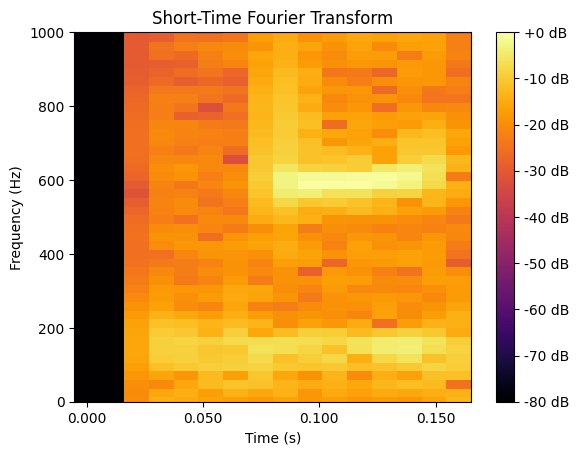 Short-Time Fourier Transform
1000
800
600
400
200
0
Frequency (Hz)
0.000
0.050
0.100
0.150
Time (s)
+0 dB
-10 dB
-20 dB
-30 dB
-40 dB
-50 dB
-60 dB
-70 dB
-80 dB